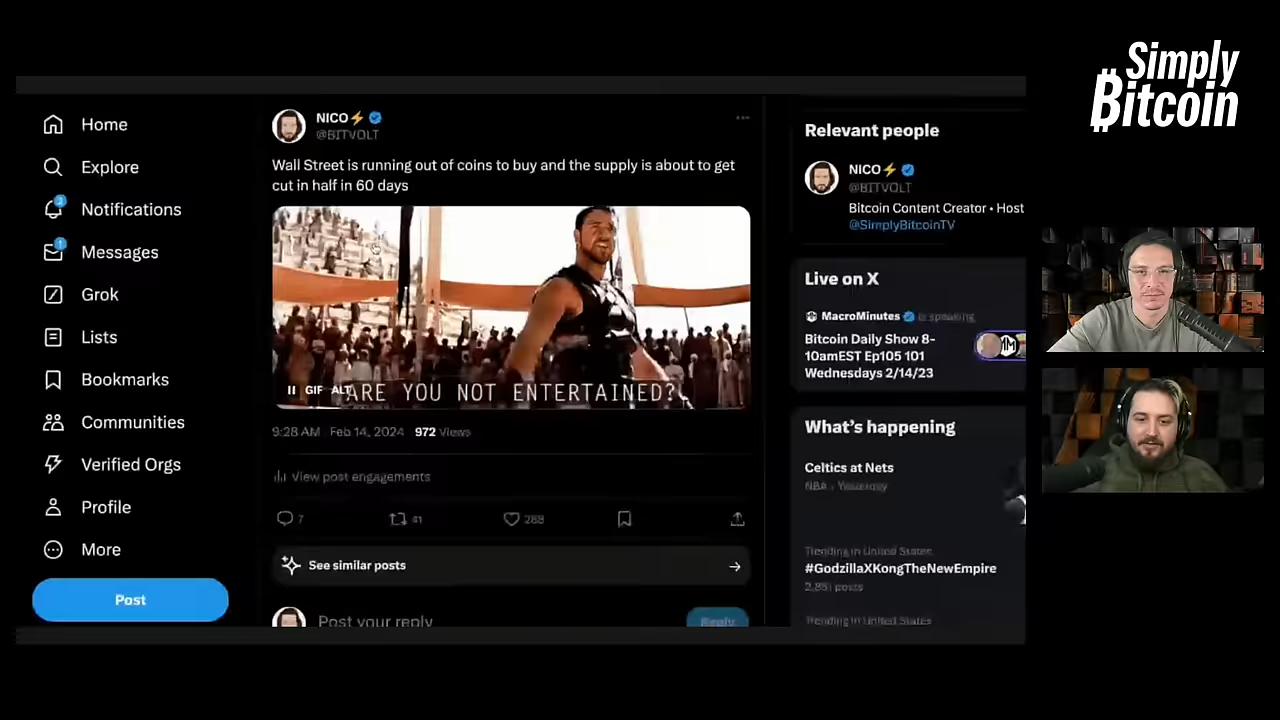 Simply
Bitcoin
Home
Explore
Notifications
Messages
Grok
Lists
Bookmarks
Communities
Verified Orgs
Profile
More
Post
3
1
NICO⚡
@BITVOLT
Wall Street is running out of coins to buy and the supply is about to get
cut in half in 60 days
II GIF ALT
ARE YOU NOT ENTERTAINED?
9:28 AM Feb 14, 2024 972 Views
View post engagements
7 41 288
See similar posts
Post your reply
Reply
Relevant people
NICO⚡
@BITVOLT
Bitcoin Content Creator • Host
@SimplyBitcoinTV
Live on X
MacroMinutes is speaking
Bitcoin Daily Show 8-
10amEST Ep105 101
Wednesdays 2/14/23
What’s happening
Celtics at Nets
NBA · Yesterday
Trending in United States
#GodzillaXKongTheNewEmpire
2,851 posts
Trending in United States